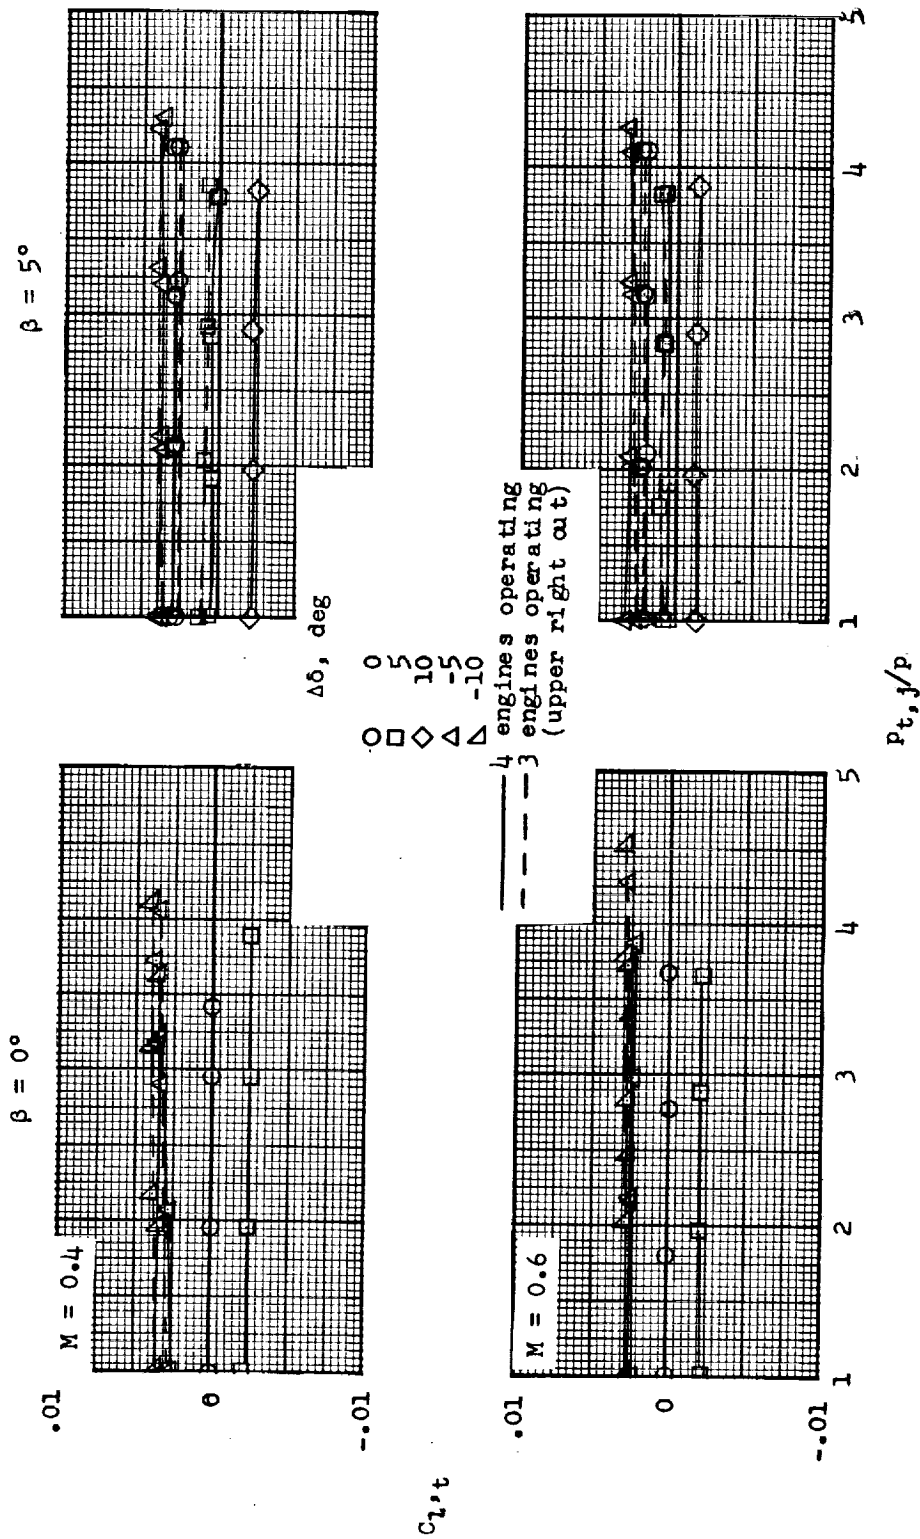 β = 0°
β = 5°
M = 0.4
.01
0
-.01
C_l,t
Δδ, deg
○ 0
□ 5
◇ 10
△ -5
▷ -10
4 engines operating
3 engines operating
(upper right out)
M = 0.6
.01
0
-.01
1 2 3 4 5
1 2 3 4 5
p_t,j/p